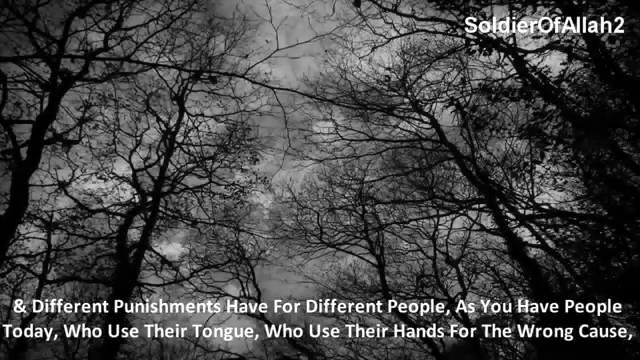 SoldierOfAllah2
& Different Punishments Have For Different People, As You Have People
Today, Who Use Their Tongue, Who Use Their Hands For The Wrong Cause,